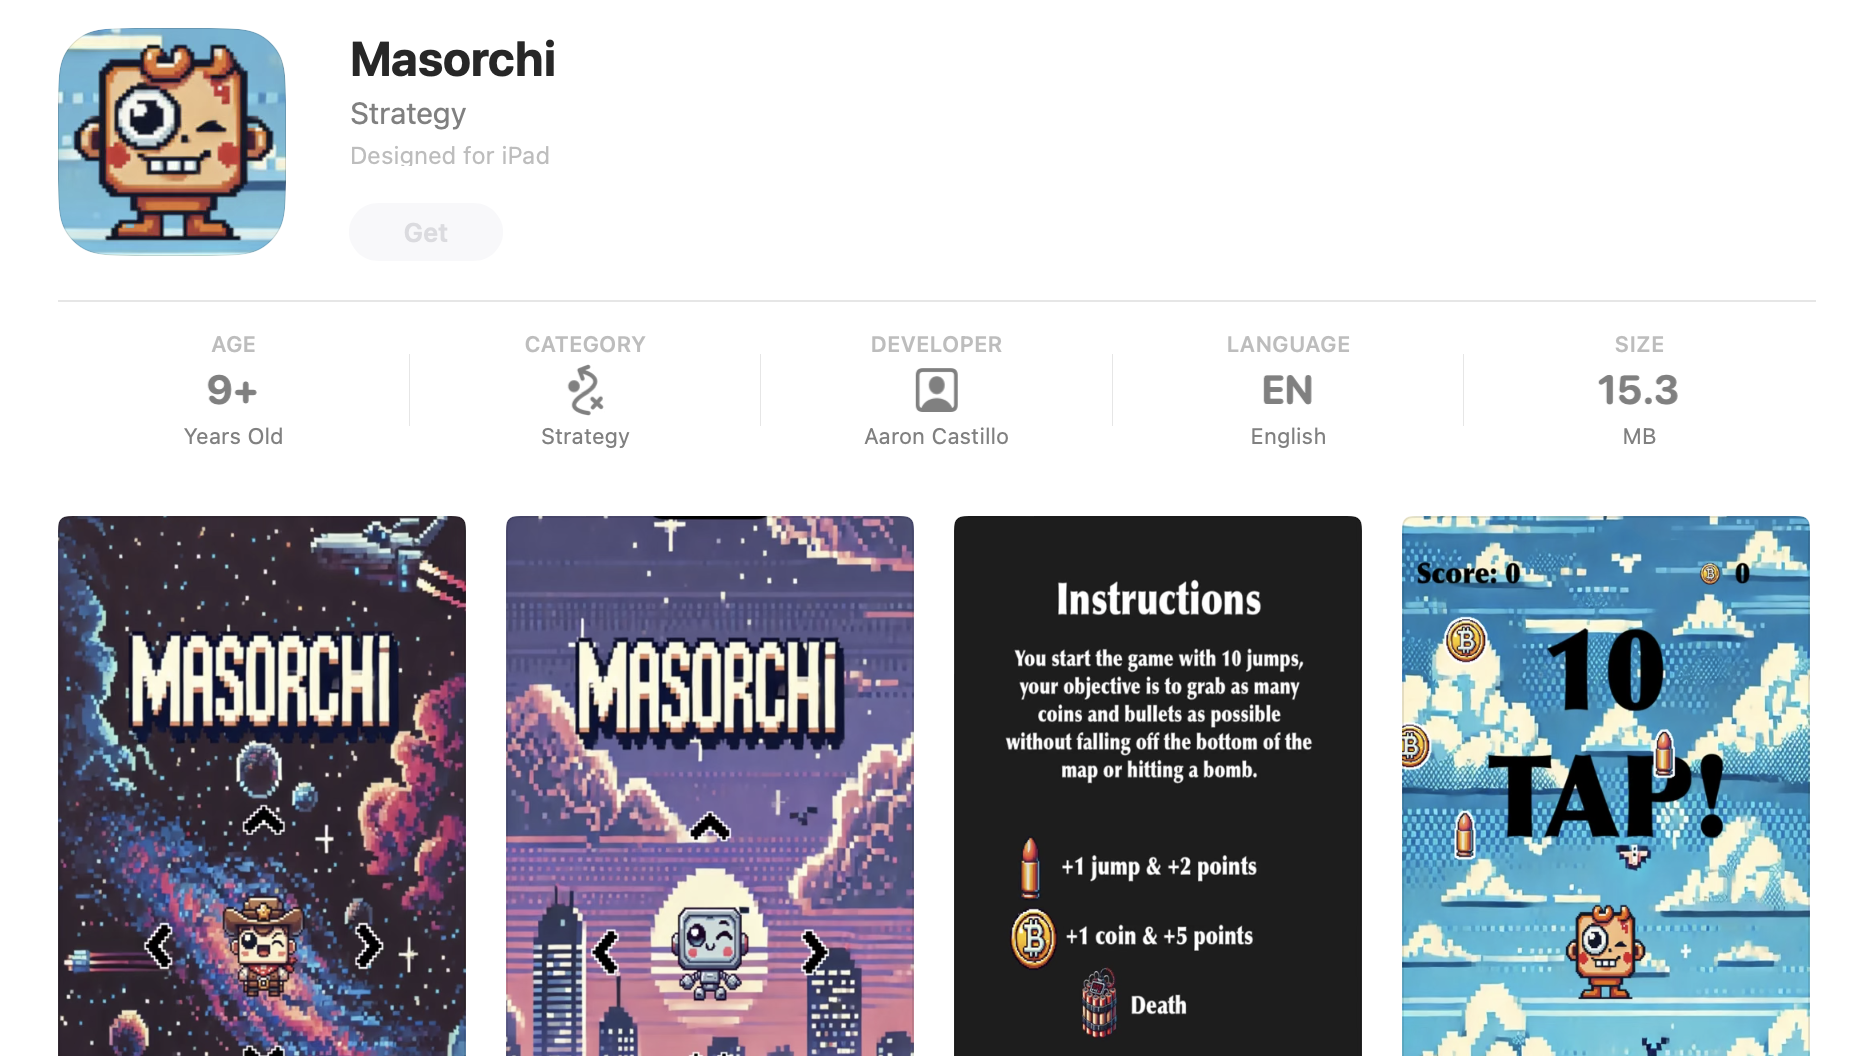 Masorchi
Strategy
Designed for iPad
Get
AGE
9+
Years Old
CATEGORY
Strategy
DEVELOPER
Aaron Castillo
LANGUAGE
EN
English
SIZE
15.3
MB
MASORCHi
MASORCHi
Instructions
You start the game with 10 jumps,
your objective is to grab as many
coins and bullets as possible
without falling off the bottom of the
map or hitting a bomb.
+1 jump & +2 points
+1 coin & +5 points
Death
Score: 0
0
10
TAP!